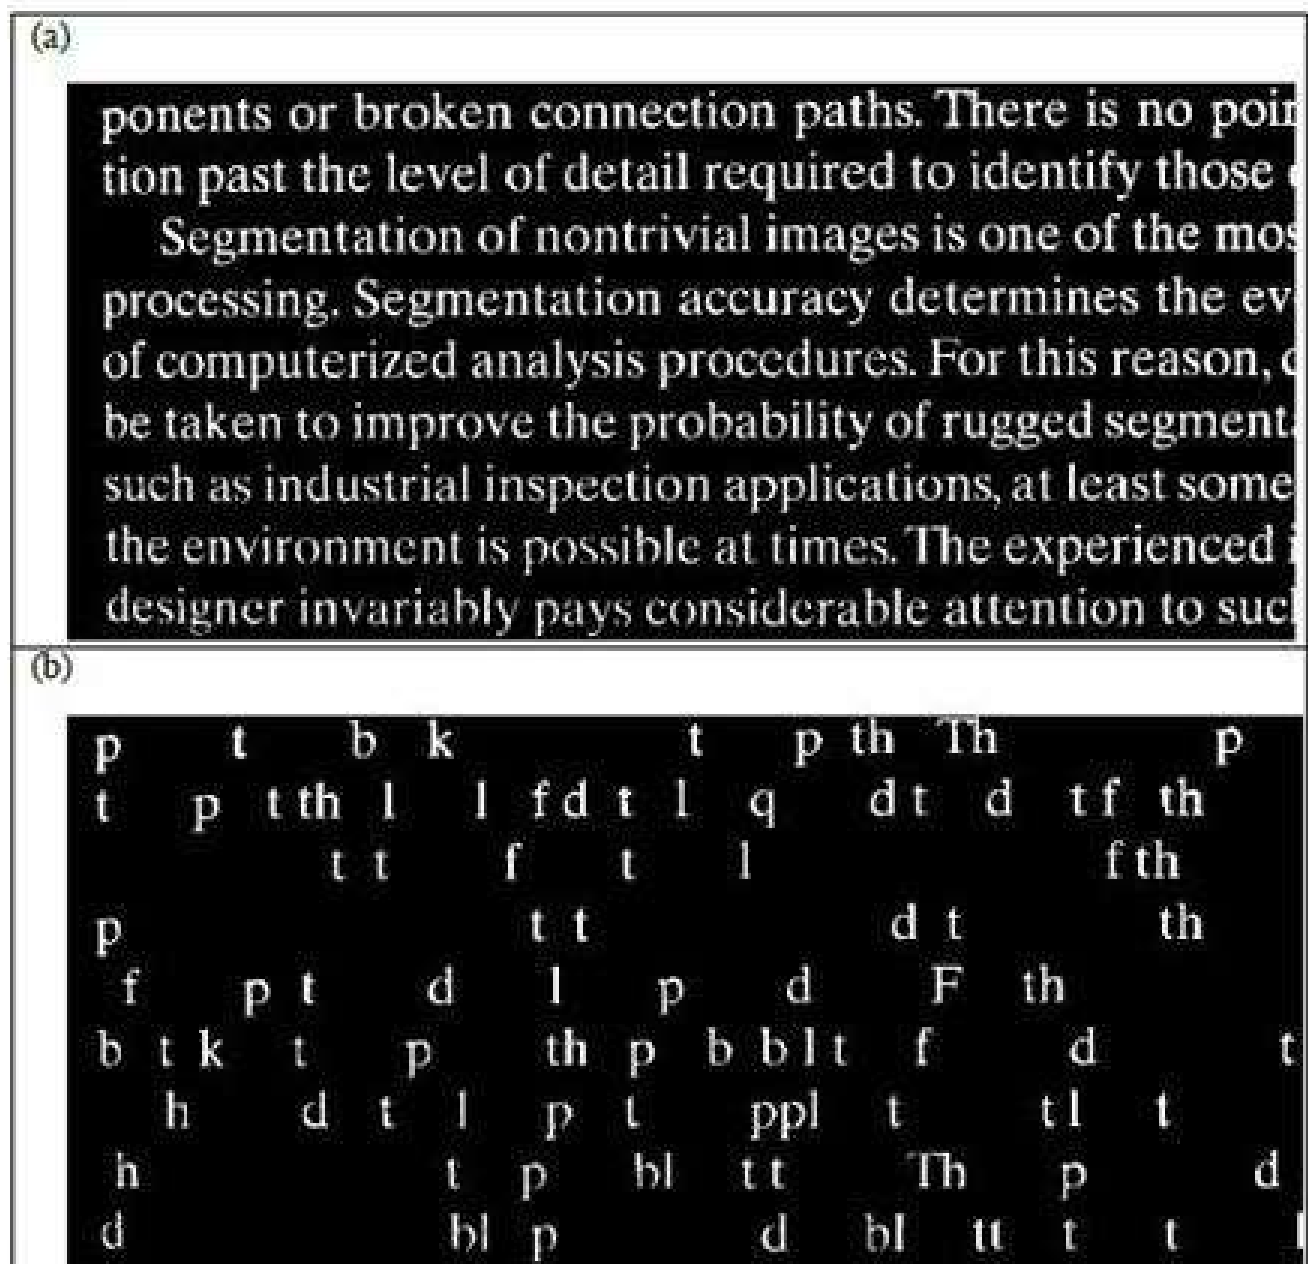 (a)
ponents or broken connection paths. There is no poin
tion past the level of detail required to identify those
Segmentation of nontrivial images is one of the mos
processing. Segmentation accuracy determines the ev
of computerized analysis procedures. For this reason, c
be taken to improve the probability of rugged segment
such as industrial inspection applications, at least some
the environment is possible at times. The experienced i
designer invariably pays considerable attention to suc
(b)
p t b k t p th Th p
t p t th l l f d t l q d t d t f th
t t f t l f th
p t t d t th
f p t d l p d F th
b t k t p th p b b l t f d t
h d t l p t ppl t t l t
h t p bl t t Th p d
d bl p d bl tt t t